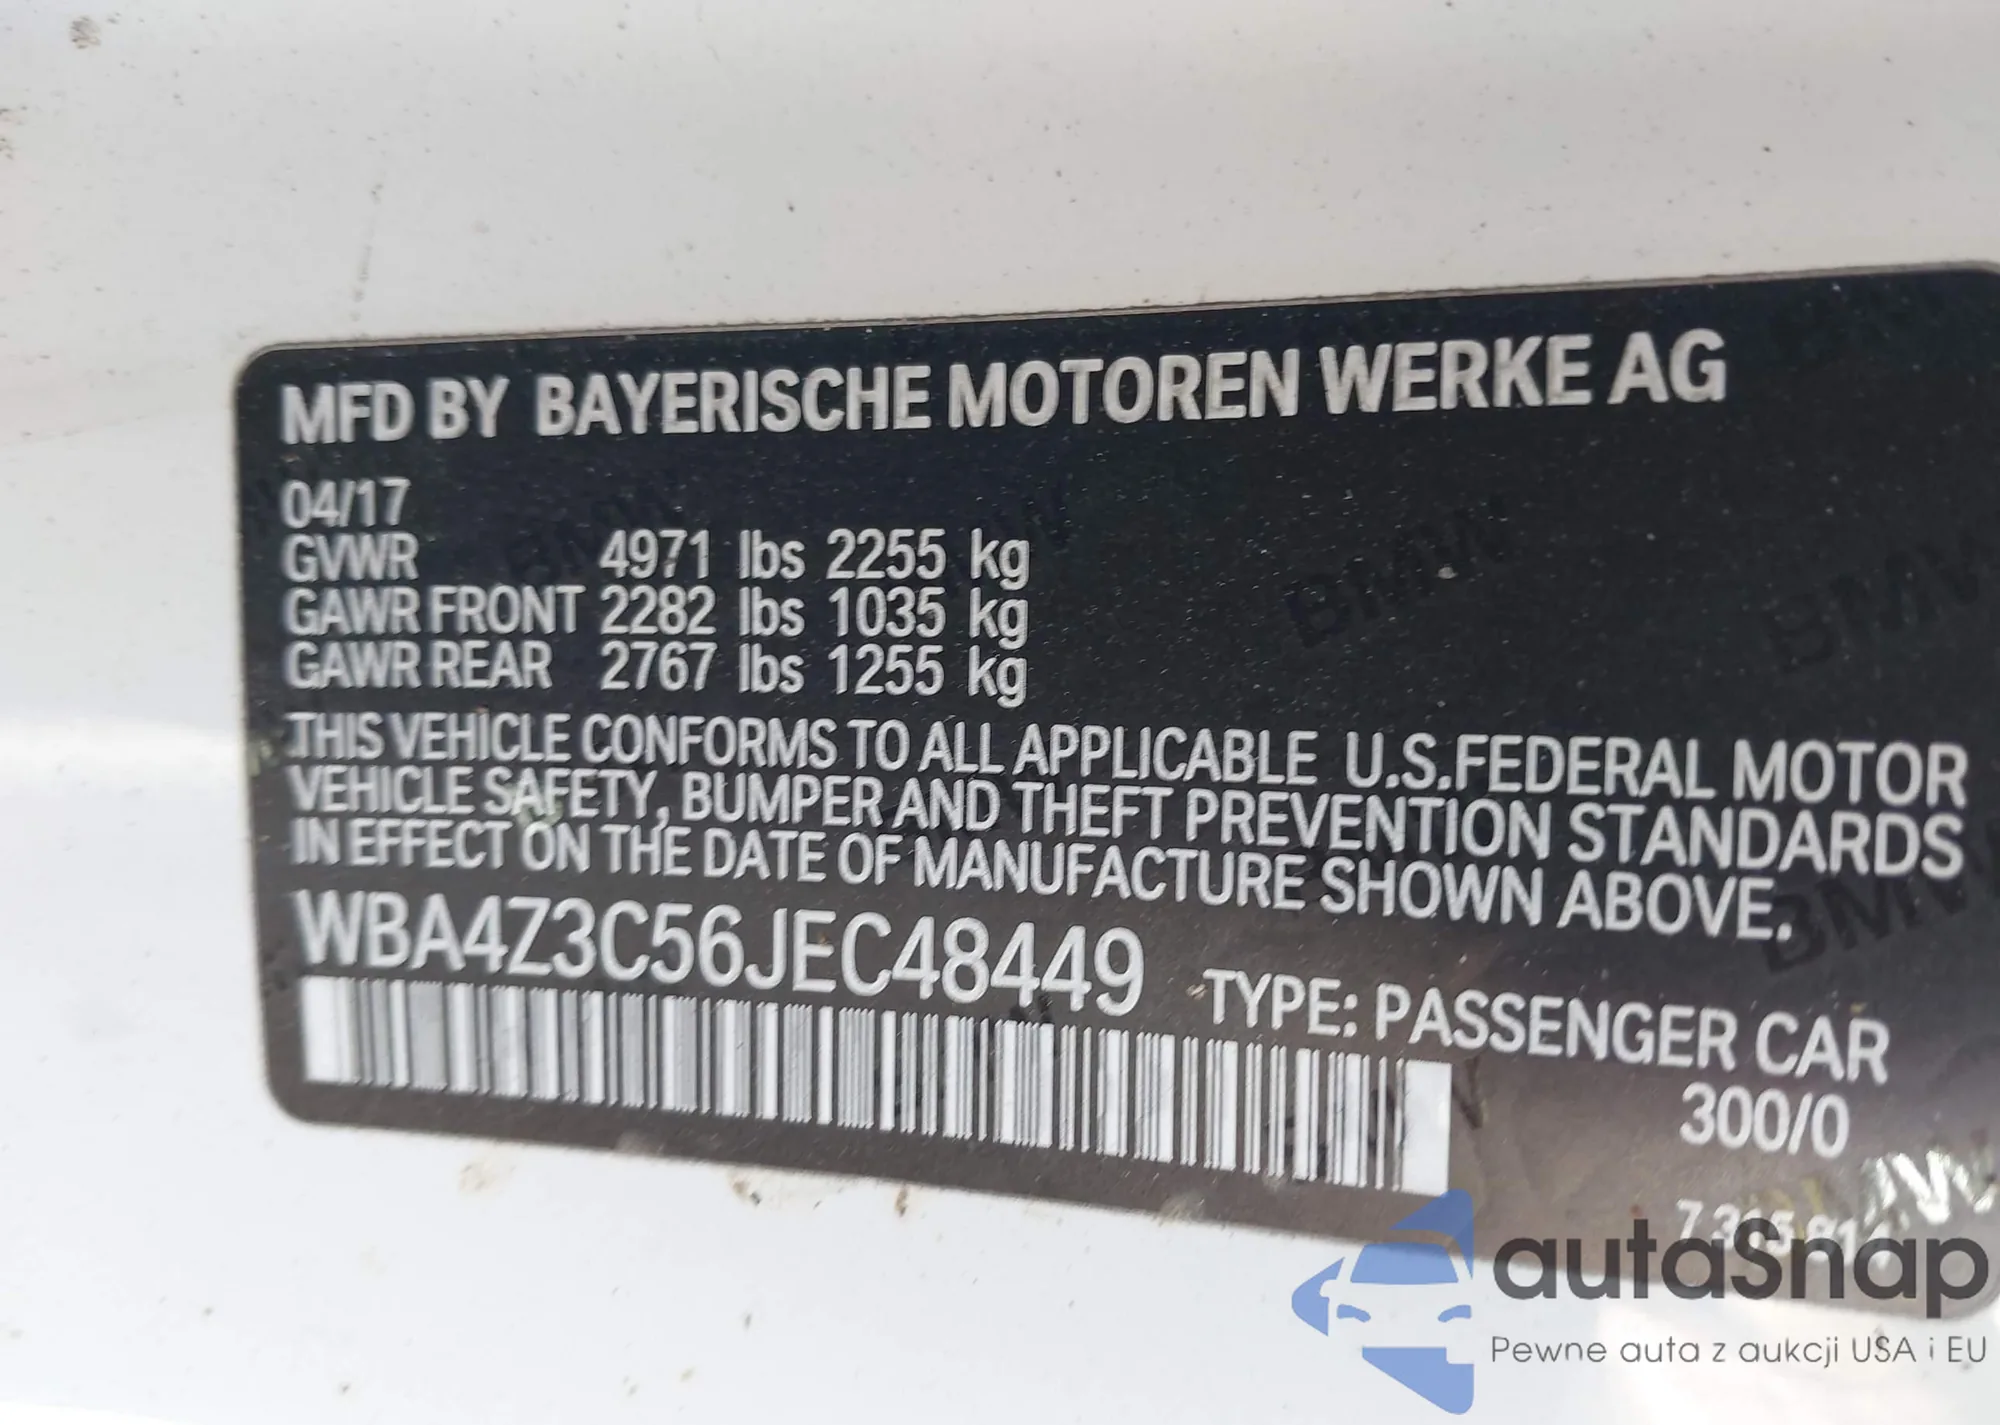 MFD BY BAYERISCHE MOTOREN WERKE AG
04/17
GVWR 4971 lbs 2255 kg
GAWR FRONT 2282 lbs 1035 kg
GAWR REAR 2767 lbs 1255 kg
THIS VEHICLE CONFORMS TO ALL APPLICABLE U.S.FEDERAL MOTOR
VEHICLE SAFETY, BUMPER AND THEFT PREVENTION STANDARDS
IN EFFECT ON THE DATE OF MANUFACTURE SHOWN ABOVE.
WBA4Z3C56JEC48449
TYPE: PASSENGER CAR
300/0
autaSnap
Pewne auta z aukcji USA i EU